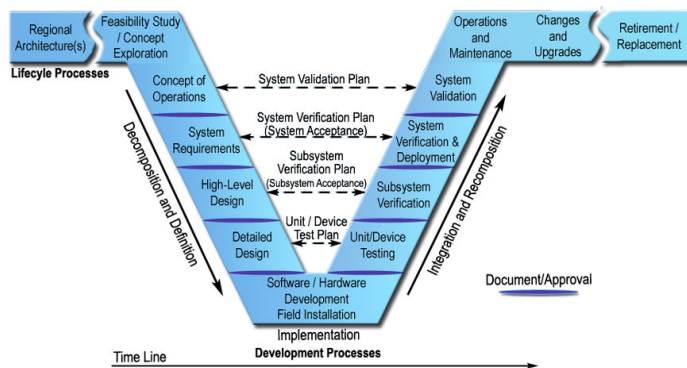 Regional
Architecture(s)
Feasibility Study
/ Concept
Exploration
Operations
and
Maintenance
Changes
and
Upgrades
Retirement /
Replacement
Lifecyle Processes
Concept of
Operations
System Validation Plan
System
Validation
System
Requirements
System Verification Plan
(System Acceptance)
System
Verification &
Deployment
High-Level
Design
Subsystem
Verification Plan
(Subsystem Acceptance)
Subsystem
Verification
Detailed
Design
Unit / Device
Test Plan
Unit/Device
Testing
Decomposition and Definition
Integration and Recomposition
Software / Hardware
Development
Field Installation
Document/Approval
Implementation
Development Processes
Time Line